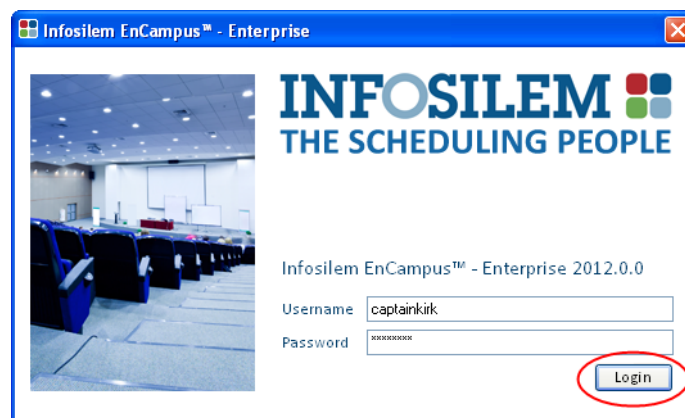 Infosilem EnCampus™ - Enterprise
INFOSILEM
THE SCHEDULING PEOPLE
Infosilem EnCampus™ - Enterprise 2012.0.0
Username captainkirk
Password ********
Login